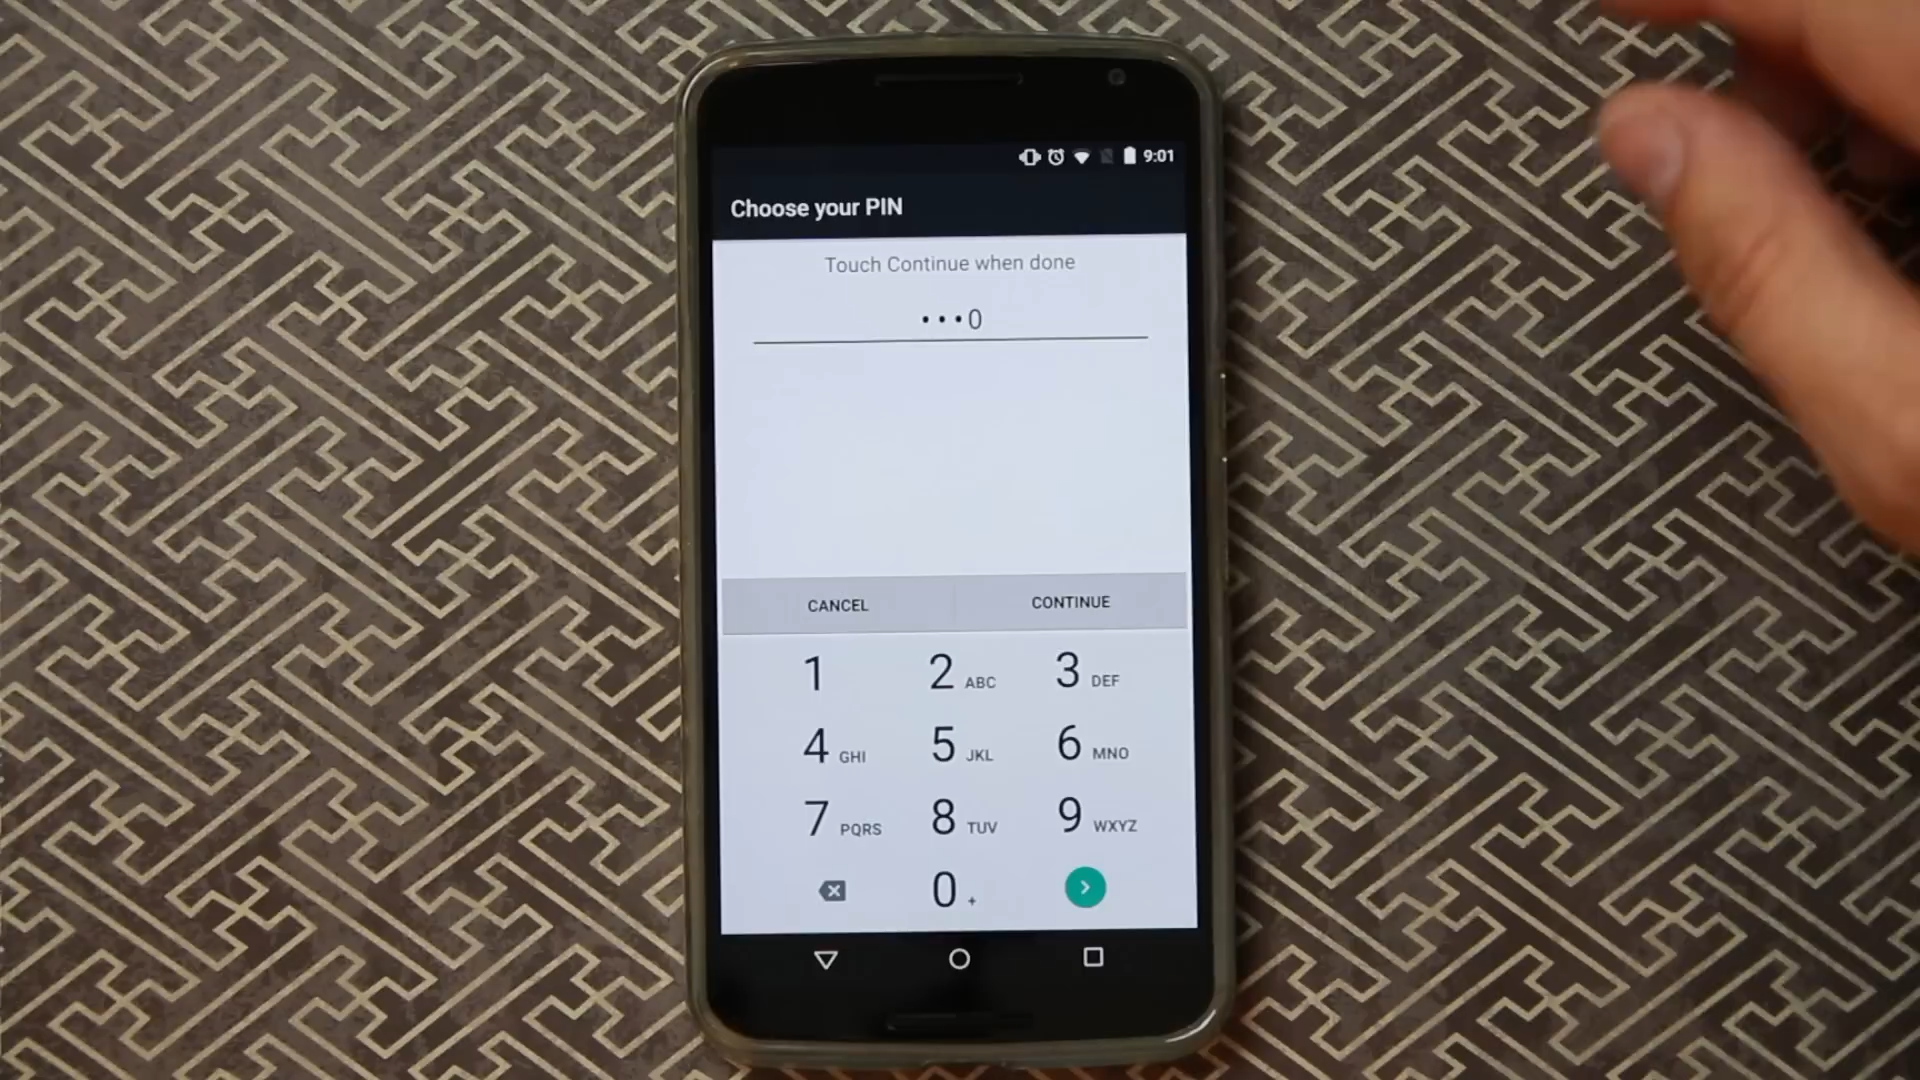 9:01
Choose your PIN
Touch Continue when done
•••0
CANCEL CONTINUE
1 2 ABC 3 DEF
4 GHI 5 JKL 6 MNO
7 PQRS 8 TUV 9 WXYZ
0 +